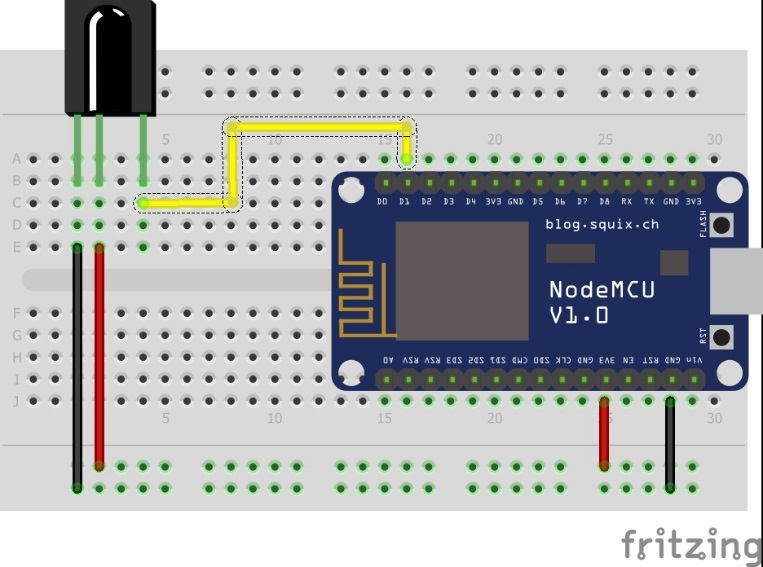 5 10 15 20 25 30
A
B
D0 D1 D2 D3 D4 3V3 GND D5 D6 D7 D8 RX TX GND 3V3
C
D
blog.squix.ch
FLASH
E
NodeMCU
V1.0
F
G
RST
H
A0 RSV RSV SD3 SD2 SD1 CMD SD0 CLK GND 3V3 EN RST GND Vin
I
J
5 10 15 20 25 30
fritzing